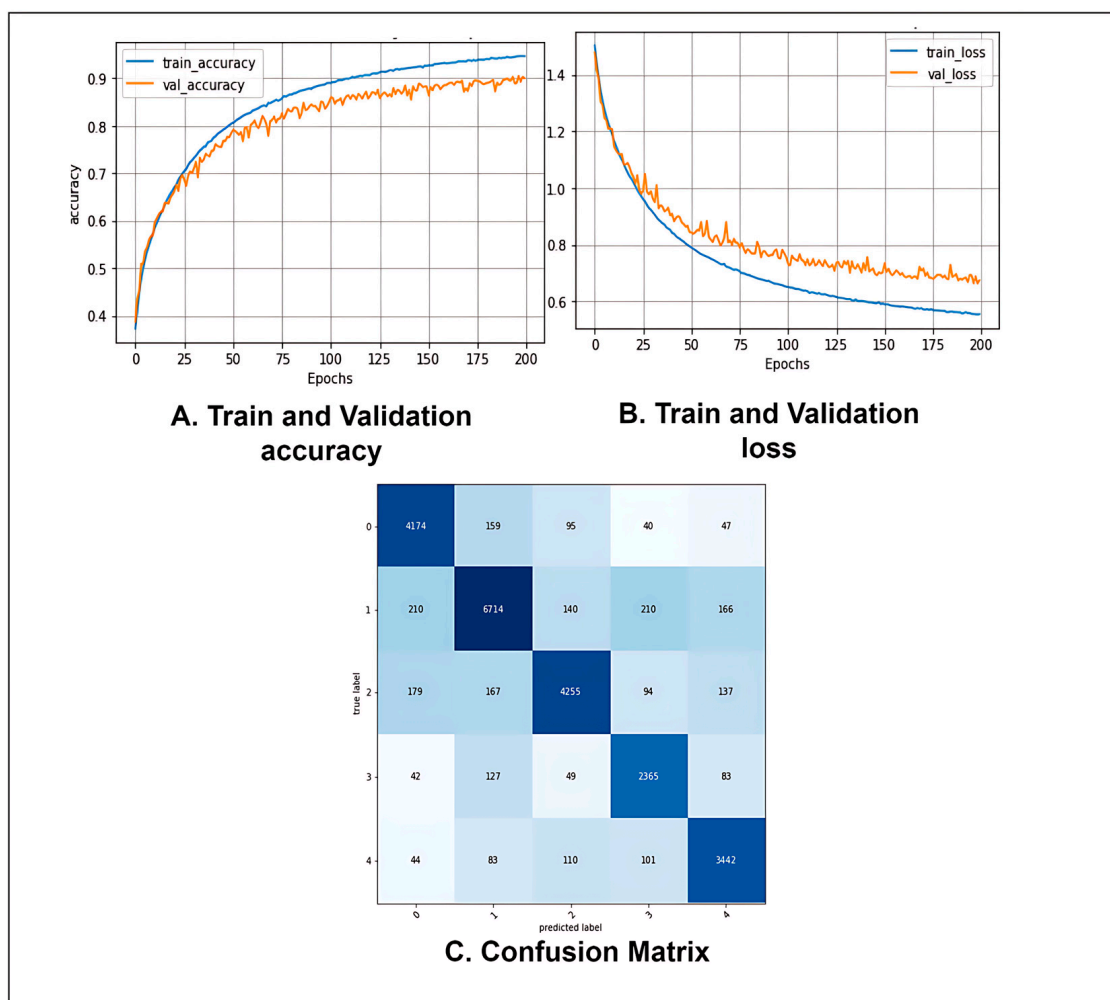 train_accuracy
val_accuracy
0.9
0.8
0.7
0.6
0.5
0.4
accuracy
0 25 50 75 100 125 150 175 200
Epochs
train_loss
val_loss
1.4
1.2
1.0
0.8
0.6
0 25 50 75 100 125 150 175 200
Epochs
A. Train and Validation
accuracy
B. Train and Validation
loss
0 4174 159 95 40 47
1 210 6714 140 210 166
2 179 167 4255 94 137
3 42 127 49 2365 83
4 44 83 110 101 3442
true label
0 1 2 3 4
predicted label
C. Confusion Matrix